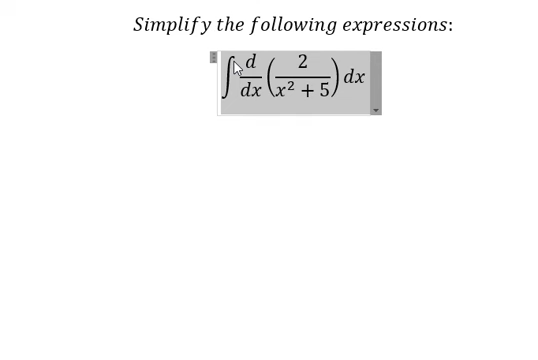 Simplify the following expressions:
∫ d/dx (2/(x² + 5)) dx